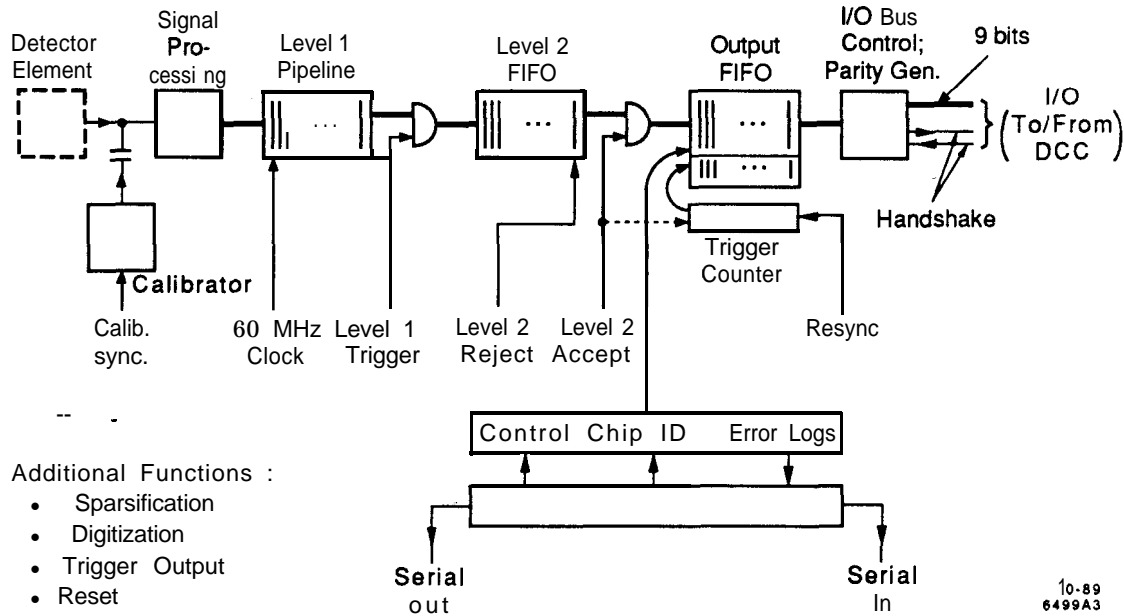 Detector
Element
Signal
Pro-
cessi ng
Level 1
Pipeline
Level 2
FIFO
Output
FIFO
I/O Bus
Control;
Parity Gen.
9 bits
I/O
(To/From
DCC)
Handshake
Trigger
Counter
Calibrator
Calib.
sync.
60 MHz
Clock
Level 1
Trigger
Level 2
Reject
Level 2
Accept
Resync
Control Chip ID Error Logs
Additional Functions :
• Sparsification
• Digitization
• Trigger Output
• Reset
Serial
out
Serial
In
10-89
6499A3